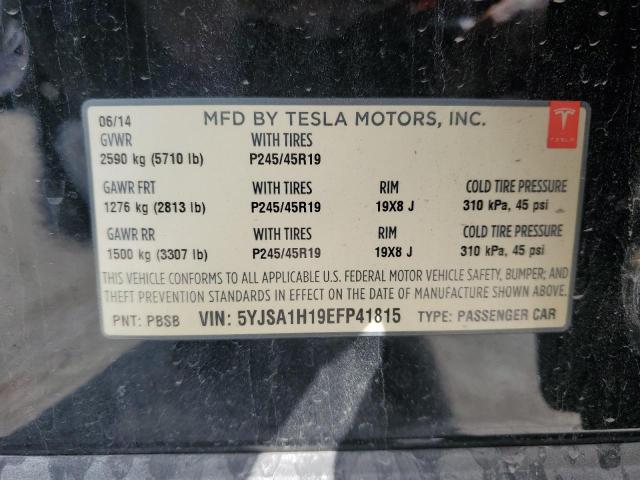 06/14 MFD BY TESLA MOTORS, INC.
TESLA
GVWR WITH TIRES
2590 kg (5710 lb) P245/45R19
GAWR FRT WITH TIRES RIM COLD TIRE PRESSURE
1276 kg (2813 lb) P245/45R19 19X8 J 310 kPa, 45 psi
GAWR RR WITH TIRES RIM COLD TIRE PRESSURE
1500 kg (3307 lb) P245/45R19 19X8 J 310 kPa, 45 psi
THIS VEHICLE CONFORMS TO ALL APPLICABLE U.S. FEDERAL MOTOR VEHICLE SAFETY, BUMPER; AND
THEFT PREVENTION STANDARDS IN EFFECT ON THE DATE OF MANUFACTURE SHOWN ABOVE.
PNT: PBSB VIN: 5YJSA1H19EFP41815 TYPE: PASSENGER CAR